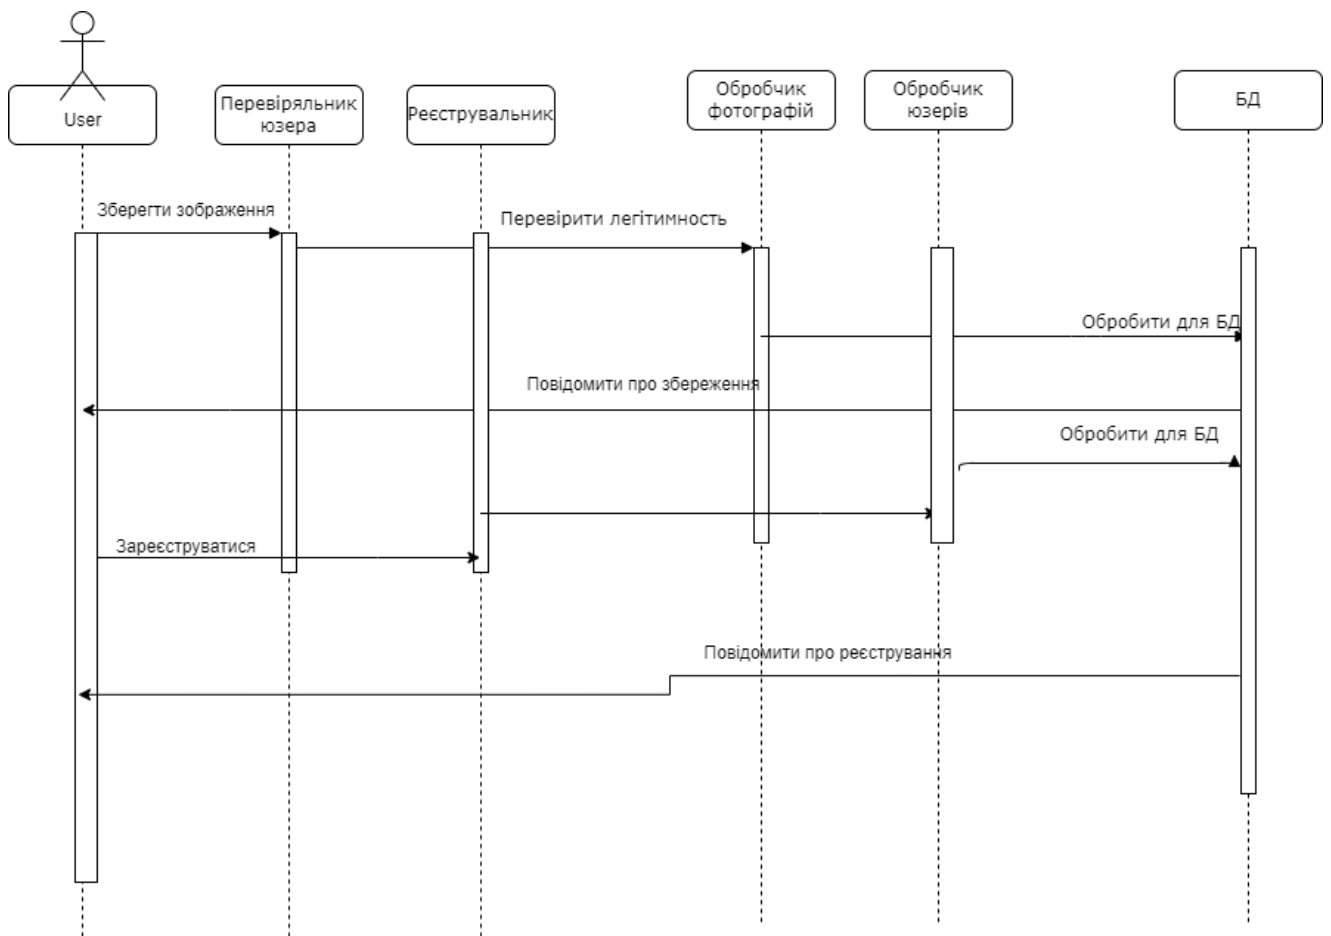 User
Перевіряльник
юзера
Реєструвальник
Обробчик
фотографій
Обробчик
юзерів
БД
Зберегти зображення
Перевірити легітимность
Обробити для БД
Повідомити про збереження
Обробити для БД
Зареєструватися
Повідомити про реєстрування